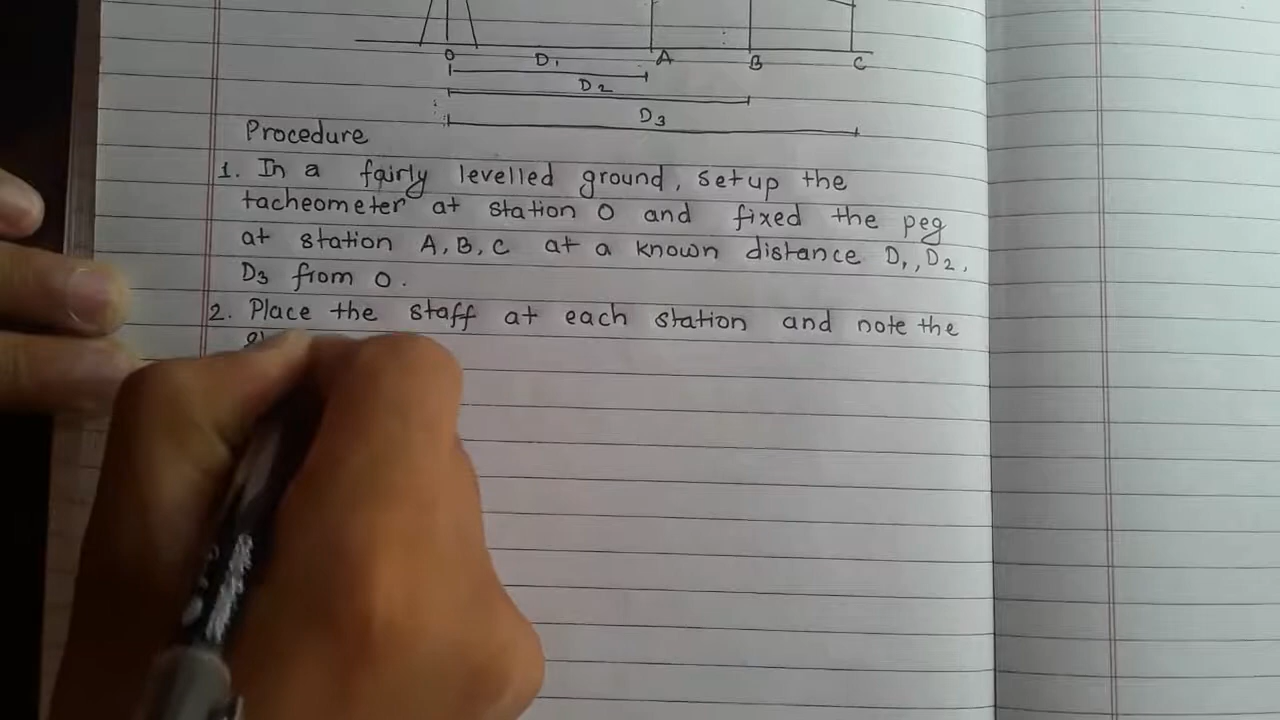 O D₁ A B C
D₂
D₃
Procedure
1. In a fairly levelled ground, setup the
tacheometer at station O and fixed the peg
at station A, B, C at a known distance D₁, D₂,
D₃ from O.
2. Place the staff at each station and note the